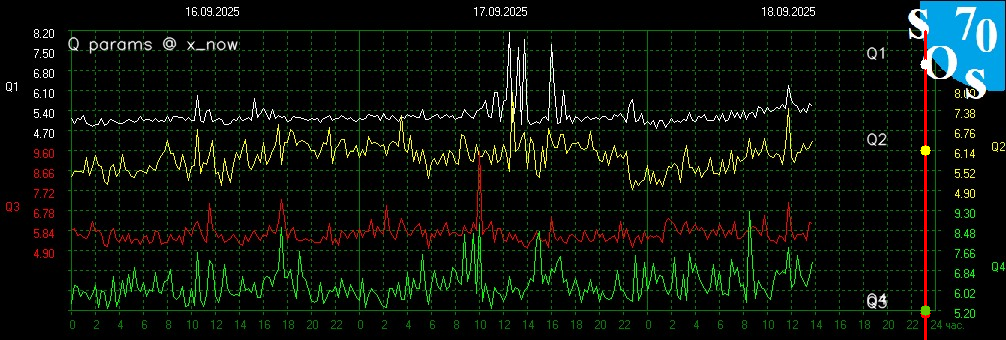 16.09.2025 17.09.2025 18.09.2025
Q params @ x_now
S 70
SOS
Q1
8.20
7.50
6.80
6.10
5.40
4.70
Q1
Q2
9.60
8.66
7.72
6.78
5.84
4.90
Q3
8.00
7.38
6.76
6.14
5.52
4.90
Q2
9.30
8.48
7.66
6.84
6.02
5.20
Q4
Q4
0 2 4 6 8 10 12 14 16 18 20 22 0 2 4 6 8 10 12 14 16 18 20 22 0 2 4 6 8 10 12 14 16 18 20 22 24 час.